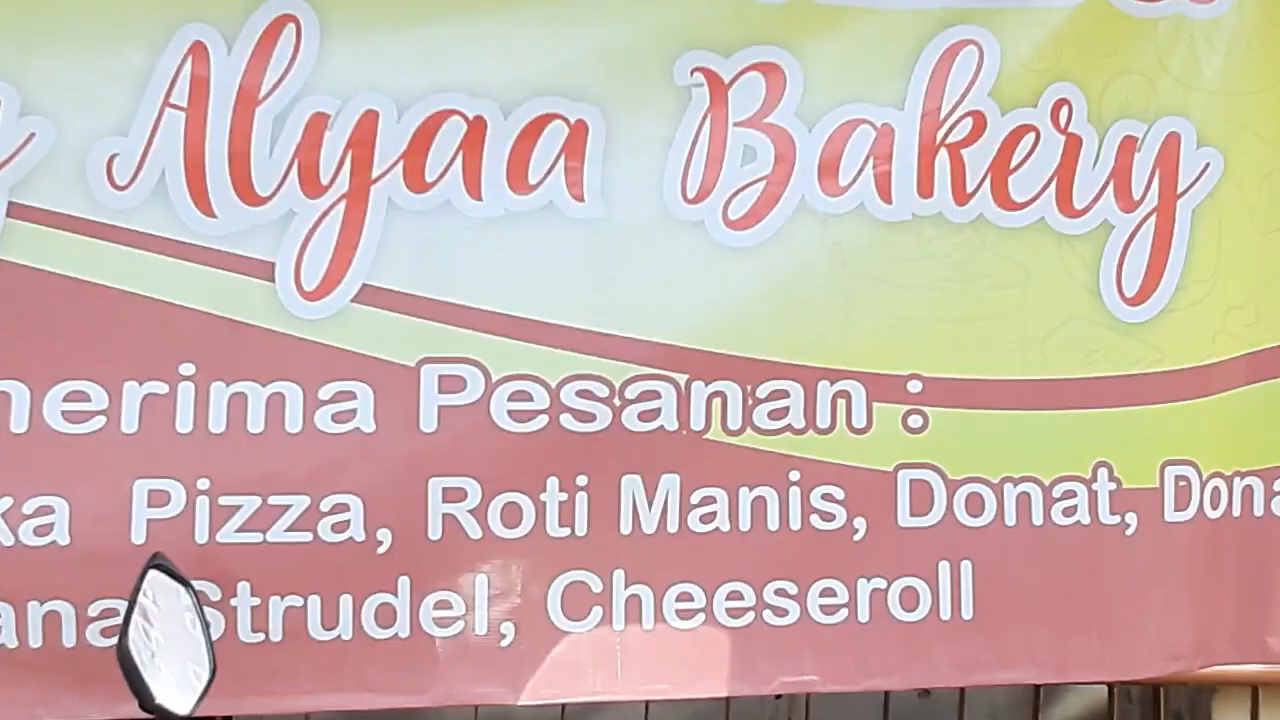 Alyaa Bakery
nerima Pesanan :
ka Pizza, Roti Manis, Donat, Dona
ana Strudel, Cheeseroll